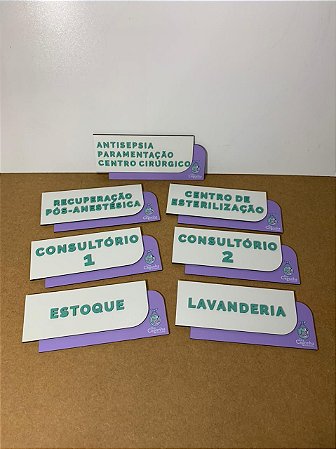 ANTISEPSIA
PARAMENTAÇÃO
CENTRO CIRÚRGICO
RECUPERAÇÃO
PÓS-ANESTÉSICA
CENTRO DE
ESTERILIZAÇÃO
CONSULTÓRIO
1
CONSULTÓRIO
2
ESTOQUE
LAVANDERIA